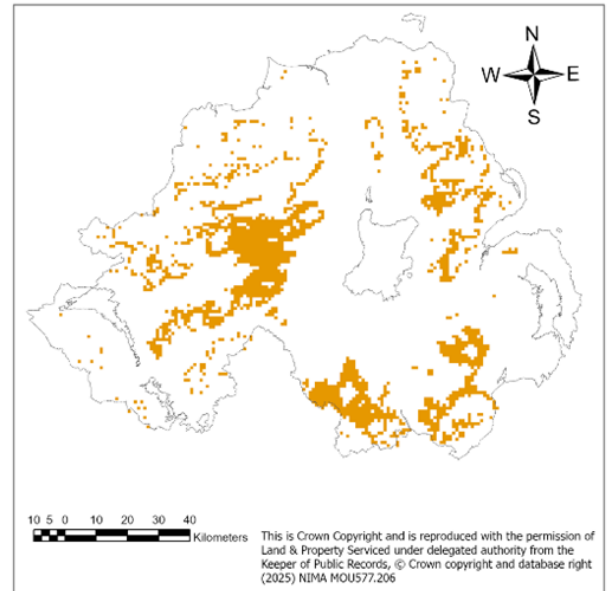 N
W E
S
10 5 0 10 20 30 40
Kilometers
This is Crown Copyright and is reproduced with the permission of
Land & Property Serviced under delegated authority from the
Keeper of Public Records, © Crown copyright and database right
(2025) NIMA MOU577.206